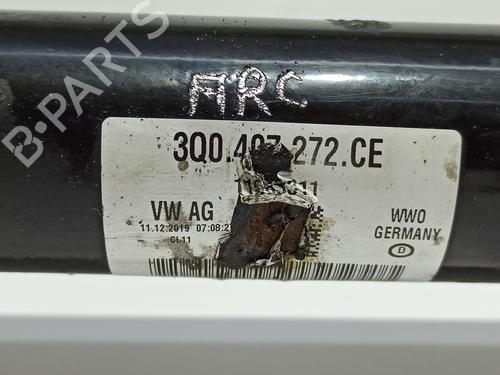 B-PARTS
ARC
3Q0.407.272.CE
VW AG
11.12.2019 07:08:2
CL11
WWO
GERMANY
D